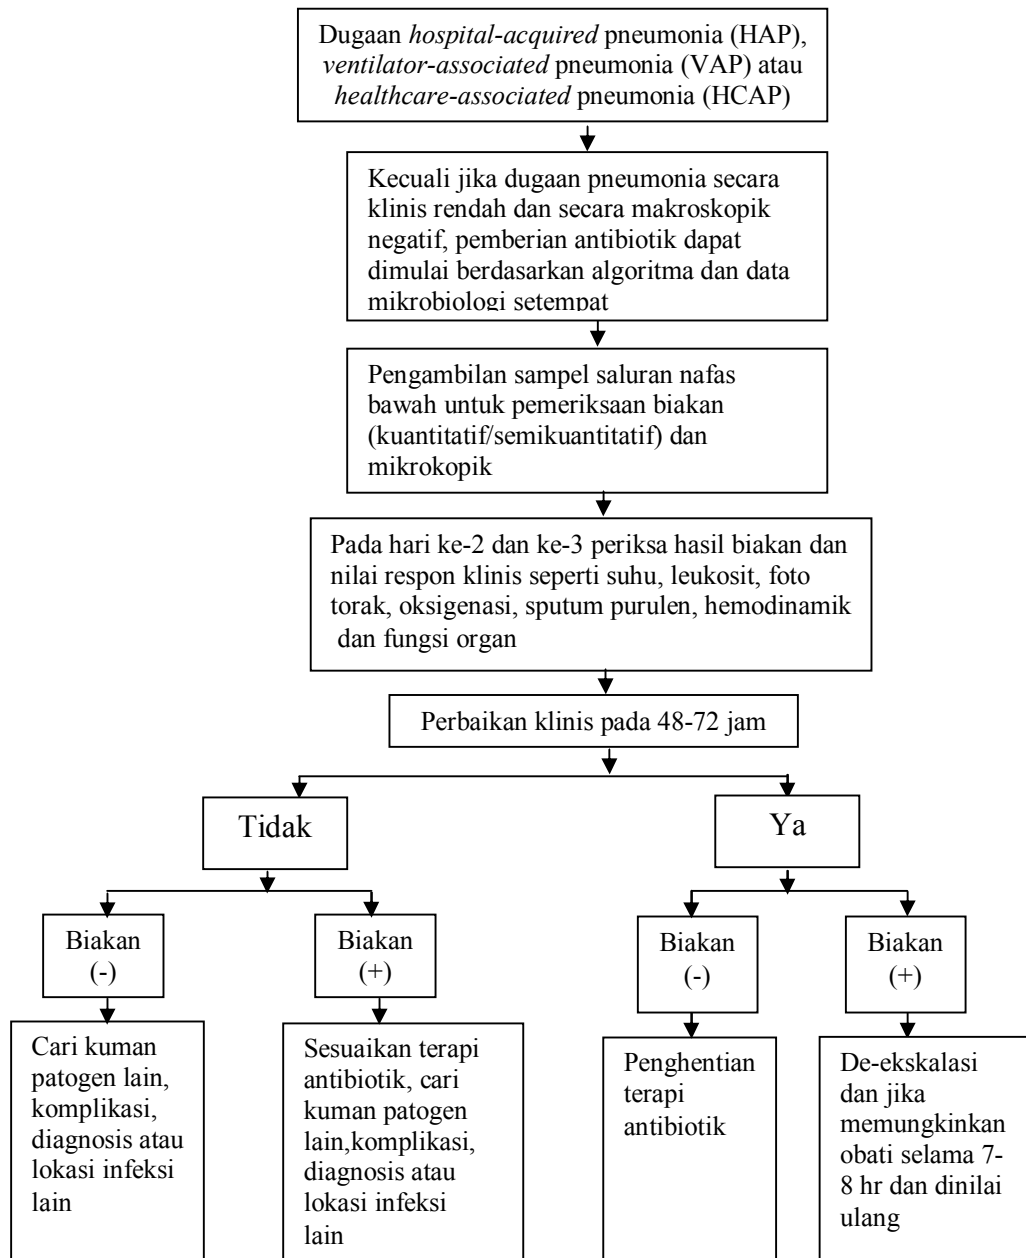 Dugaan hospital-acquired pneumonia (HAP),
ventilator-associated pneumonia (VAP) atau
healthcare-associated pneumonia (HCAP)
Kecuali jika dugaan pneumonia secara
klinis rendah dan secara makroskopik
negatif, pemberian antibiotik dapat
dimulai berdasarkan algoritma dan data
mikrobiologi setempat
Pengambilan sampel saluran nafas
bawah untuk pemeriksaan biakan
(kuantitatif/semikuantitatif) dan
mikrokopik
Pada hari ke-2 dan ke-3 periksa hasil biakan dan
nilai respon klinis seperti suhu, leukosit, foto
torak, oksigenasi, sputum purulen, hemodinamik
dan fungsi organ
Perbaikan klinis pada 48-72 jam
Tidak
Ya
Biakan
(-)
Biakan
(+)
Biakan
(-)
Biakan
(+)
Cari kuman
patogen lain,
komplikasi,
diagnosis atau
lokasi infeksi
lain
Sesuaikan terapi
antibiotik, cari
kuman patogen
lain,komplikasi,
diagnosis atau
lokasi infeksi
lain
Penghentian
terapi
antibiotik
De-ekskalasi
dan jika
memungkinkan
obati selama 7-
8 hr dan dinilai
ulang